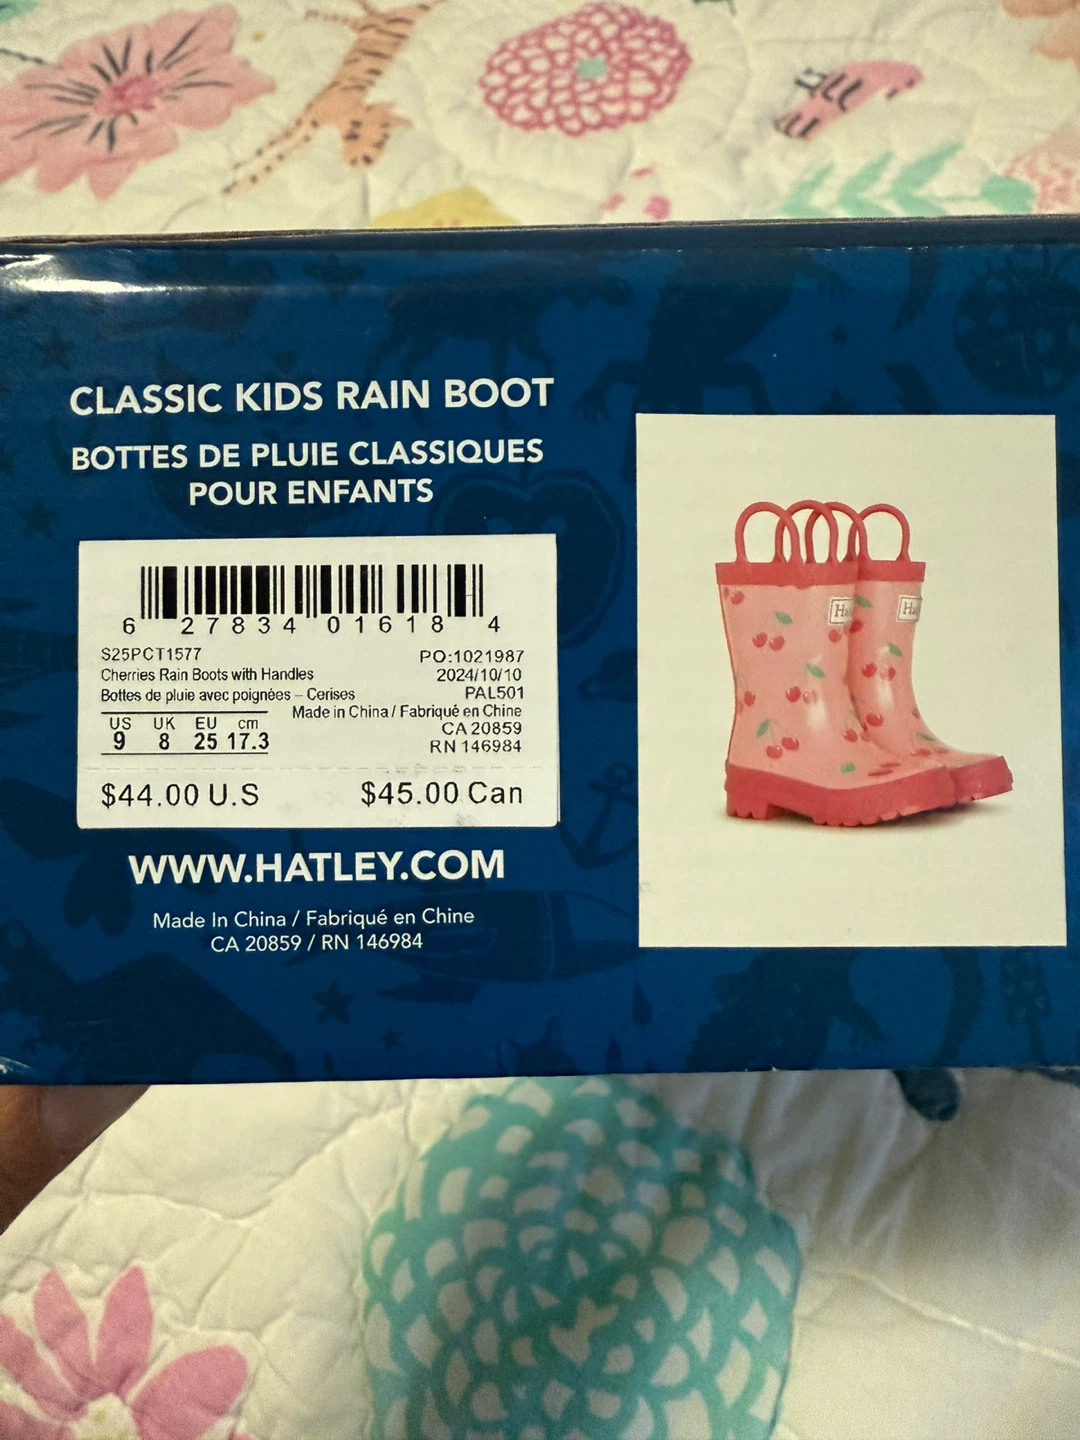 CLASSIC KIDS RAIN BOOT
BOTTES DE PLUIE CLASSIQUES
POUR ENFANTS
6 27834 01618 4
S25PCT1577
Cherries Rain Boots with Handles
Bottes de pluie avec poignées – Cerises
US UK EU cm
9 8 25 17.3
PO:1021987
2024/10/10
PAL501
Made in China / Fabriqué en Chine
CA 20859
RN 146984
$44.00 U.S $45.00 Can
WWW.HATLEY.COM
Made In China / Fabriqué en Chine
CA 20859 / RN 146984